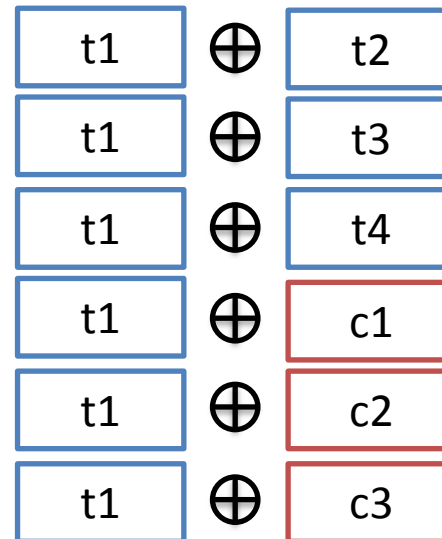 t1 ⊕ t2
t1 ⊕ t3
t1 ⊕ t4
t1 ⊕ c1
t1 ⊕ c2
t1 ⊕ c3